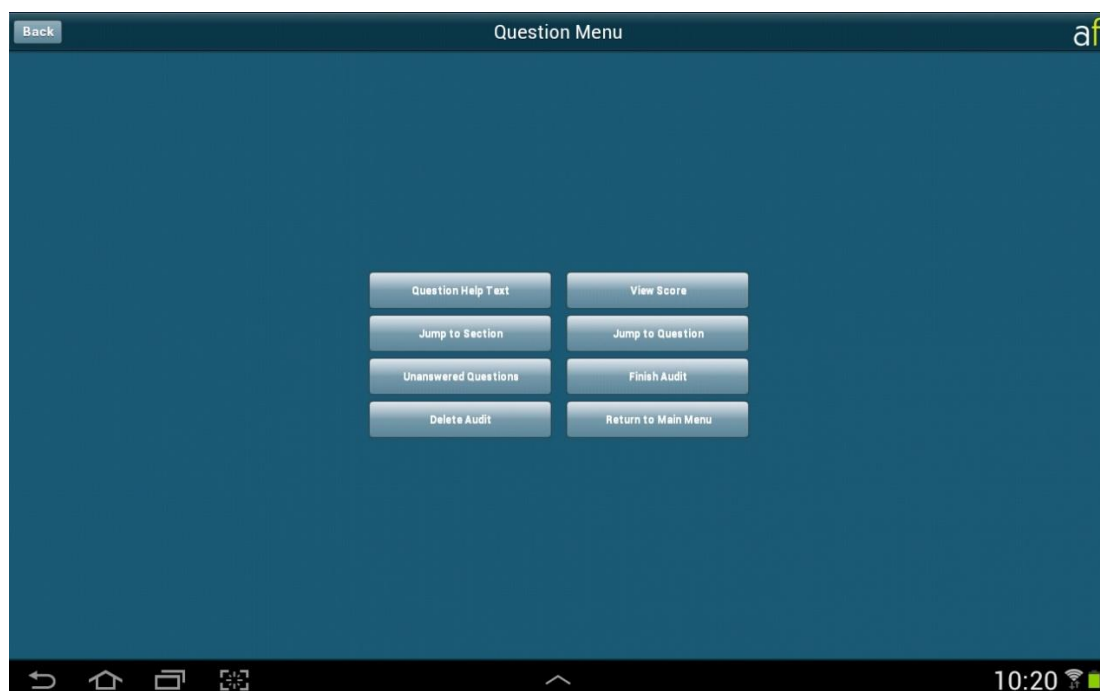 Back
Question Menu
af
Question Help Text
View Score
Jump to Section
Jump to Question
Unanswered Questions
Finish Audit
Delete Audit
Return to Main Menu
10:20